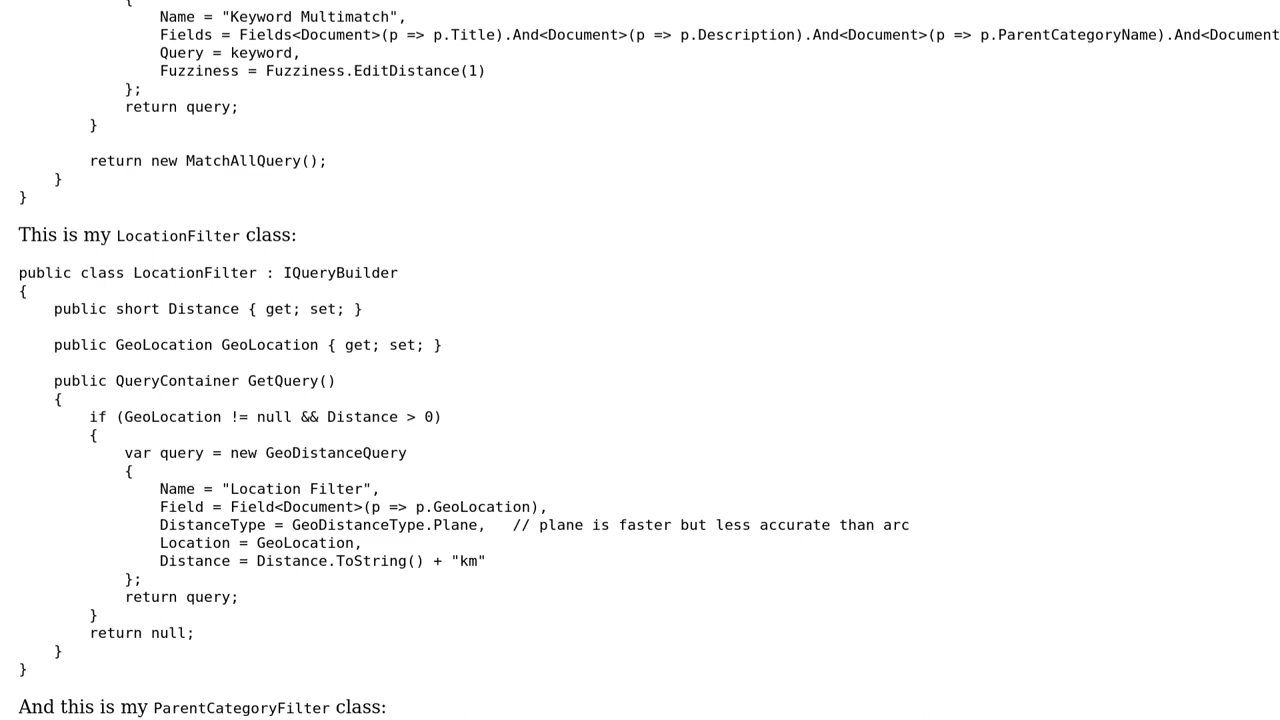 {
Name = "Keyword Multimatch",
Fields = Fields<Document>(p => p.Title).And<Document>(p => p.Description).And<Document>(p => p.ParentCategoryName).And<Document
Query = keyword,
Fuzziness = Fuzziness.EditDistance(1)
};
return query;
}
return new MatchAllQuery();
}
}
This is my LocationFilter class:
public class LocationFilter : IQueryBuilder
{
public short Distance { get; set; }
public GeoLocation GeoLocation { get; set; }
public QueryContainer GetQuery()
{
if (GeoLocation != null && Distance > 0)
{
var query = new GeoDistanceQuery
{
Name = "Location Filter",
Field = Field<Document>(p => p.GeoLocation),
DistanceType = GeoDistanceType.Plane,   // plane is faster but less accurate than arc
Location = GeoLocation,
Distance = Distance.ToString() + "km"
};
return query;
}
return null;
}
}
And this is my ParentCategoryFilter class: